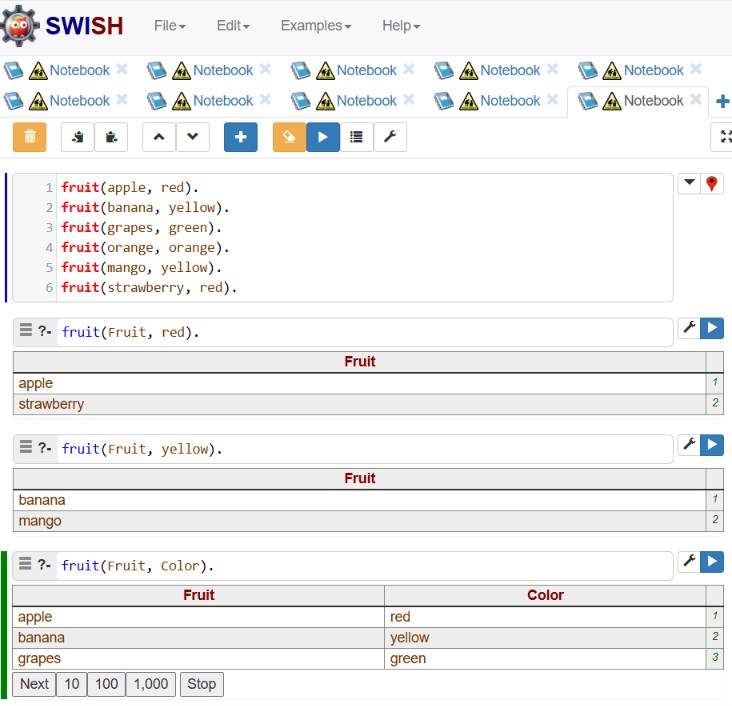 SWISH File Edit Examples Help
Notebook Notebook Notebook Notebook Notebook
Notebook Notebook Notebook Notebook Notebook
1 fruit(apple, red).
2 fruit(banana, yellow).
3 fruit(grapes, green).
4 fruit(orange, orange).
5 fruit(mango, yellow).
6 fruit(strawberry, red).
?- fruit(Fruit, red).
Fruit
apple 1
strawberry 2
?- fruit(Fruit, yellow).
Fruit
banana 1
mango 2
?- fruit(Fruit, Color).
Fruit Color
apple red 1
banana yellow 2
grapes green 3
Next 10 100 1,000 Stop